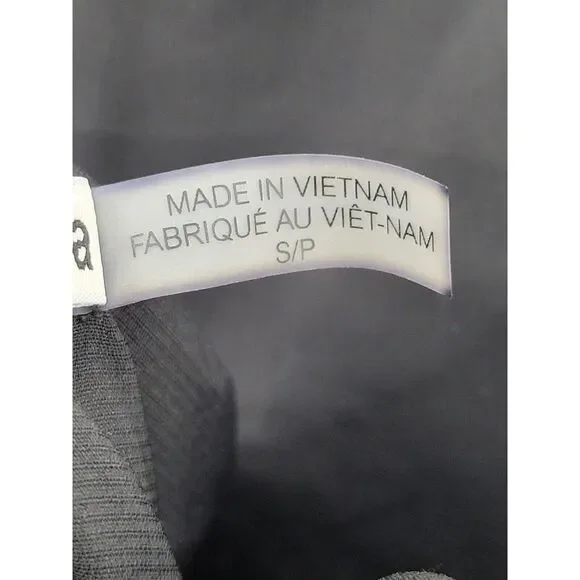 MADE IN VIETNAM
FABRIQUÉ AU VIÊT-NAM
S/P
a